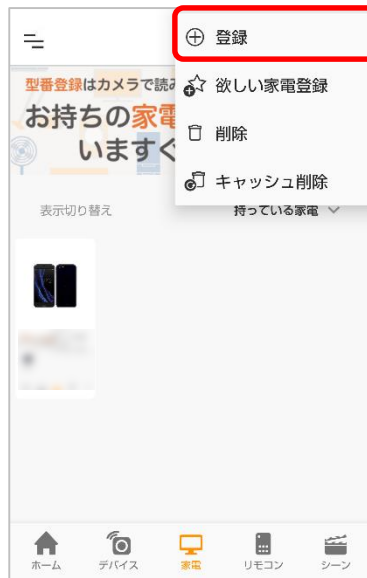 登録
欲しい家電登録
削除
キャッシュ削除
型番登録はカメラで読み
お持ちの家電
いますぐ
表示切り替え
持っている家電
ホーム
デバイス
家電
リモコン
シーン